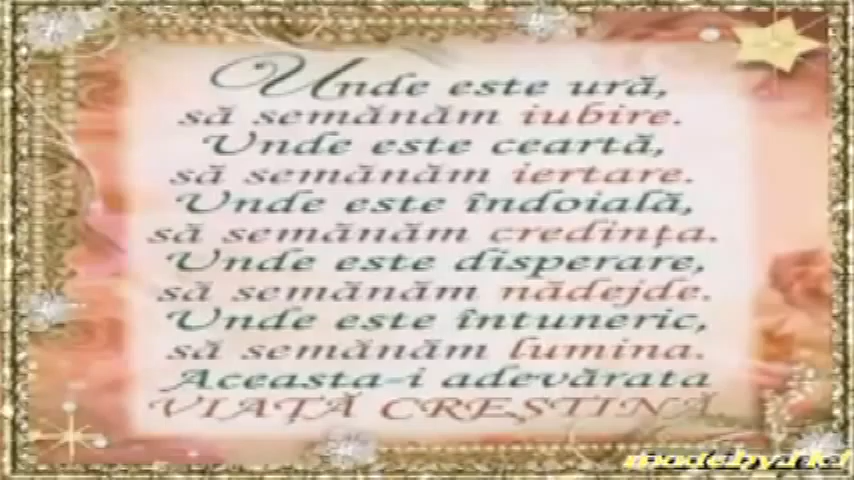 Unde este ură,
să semănăm iubire.
Unde este ceartă,
să semănăm iertare.
Unde este îndoială,
să semănăm credința.
Unde este disperare,
să semănăm nădejde.
Unde este întuneric,
să semănăm lumina.
Aceasta-i adevărata
VIAȚĂ CREȘTINĂ